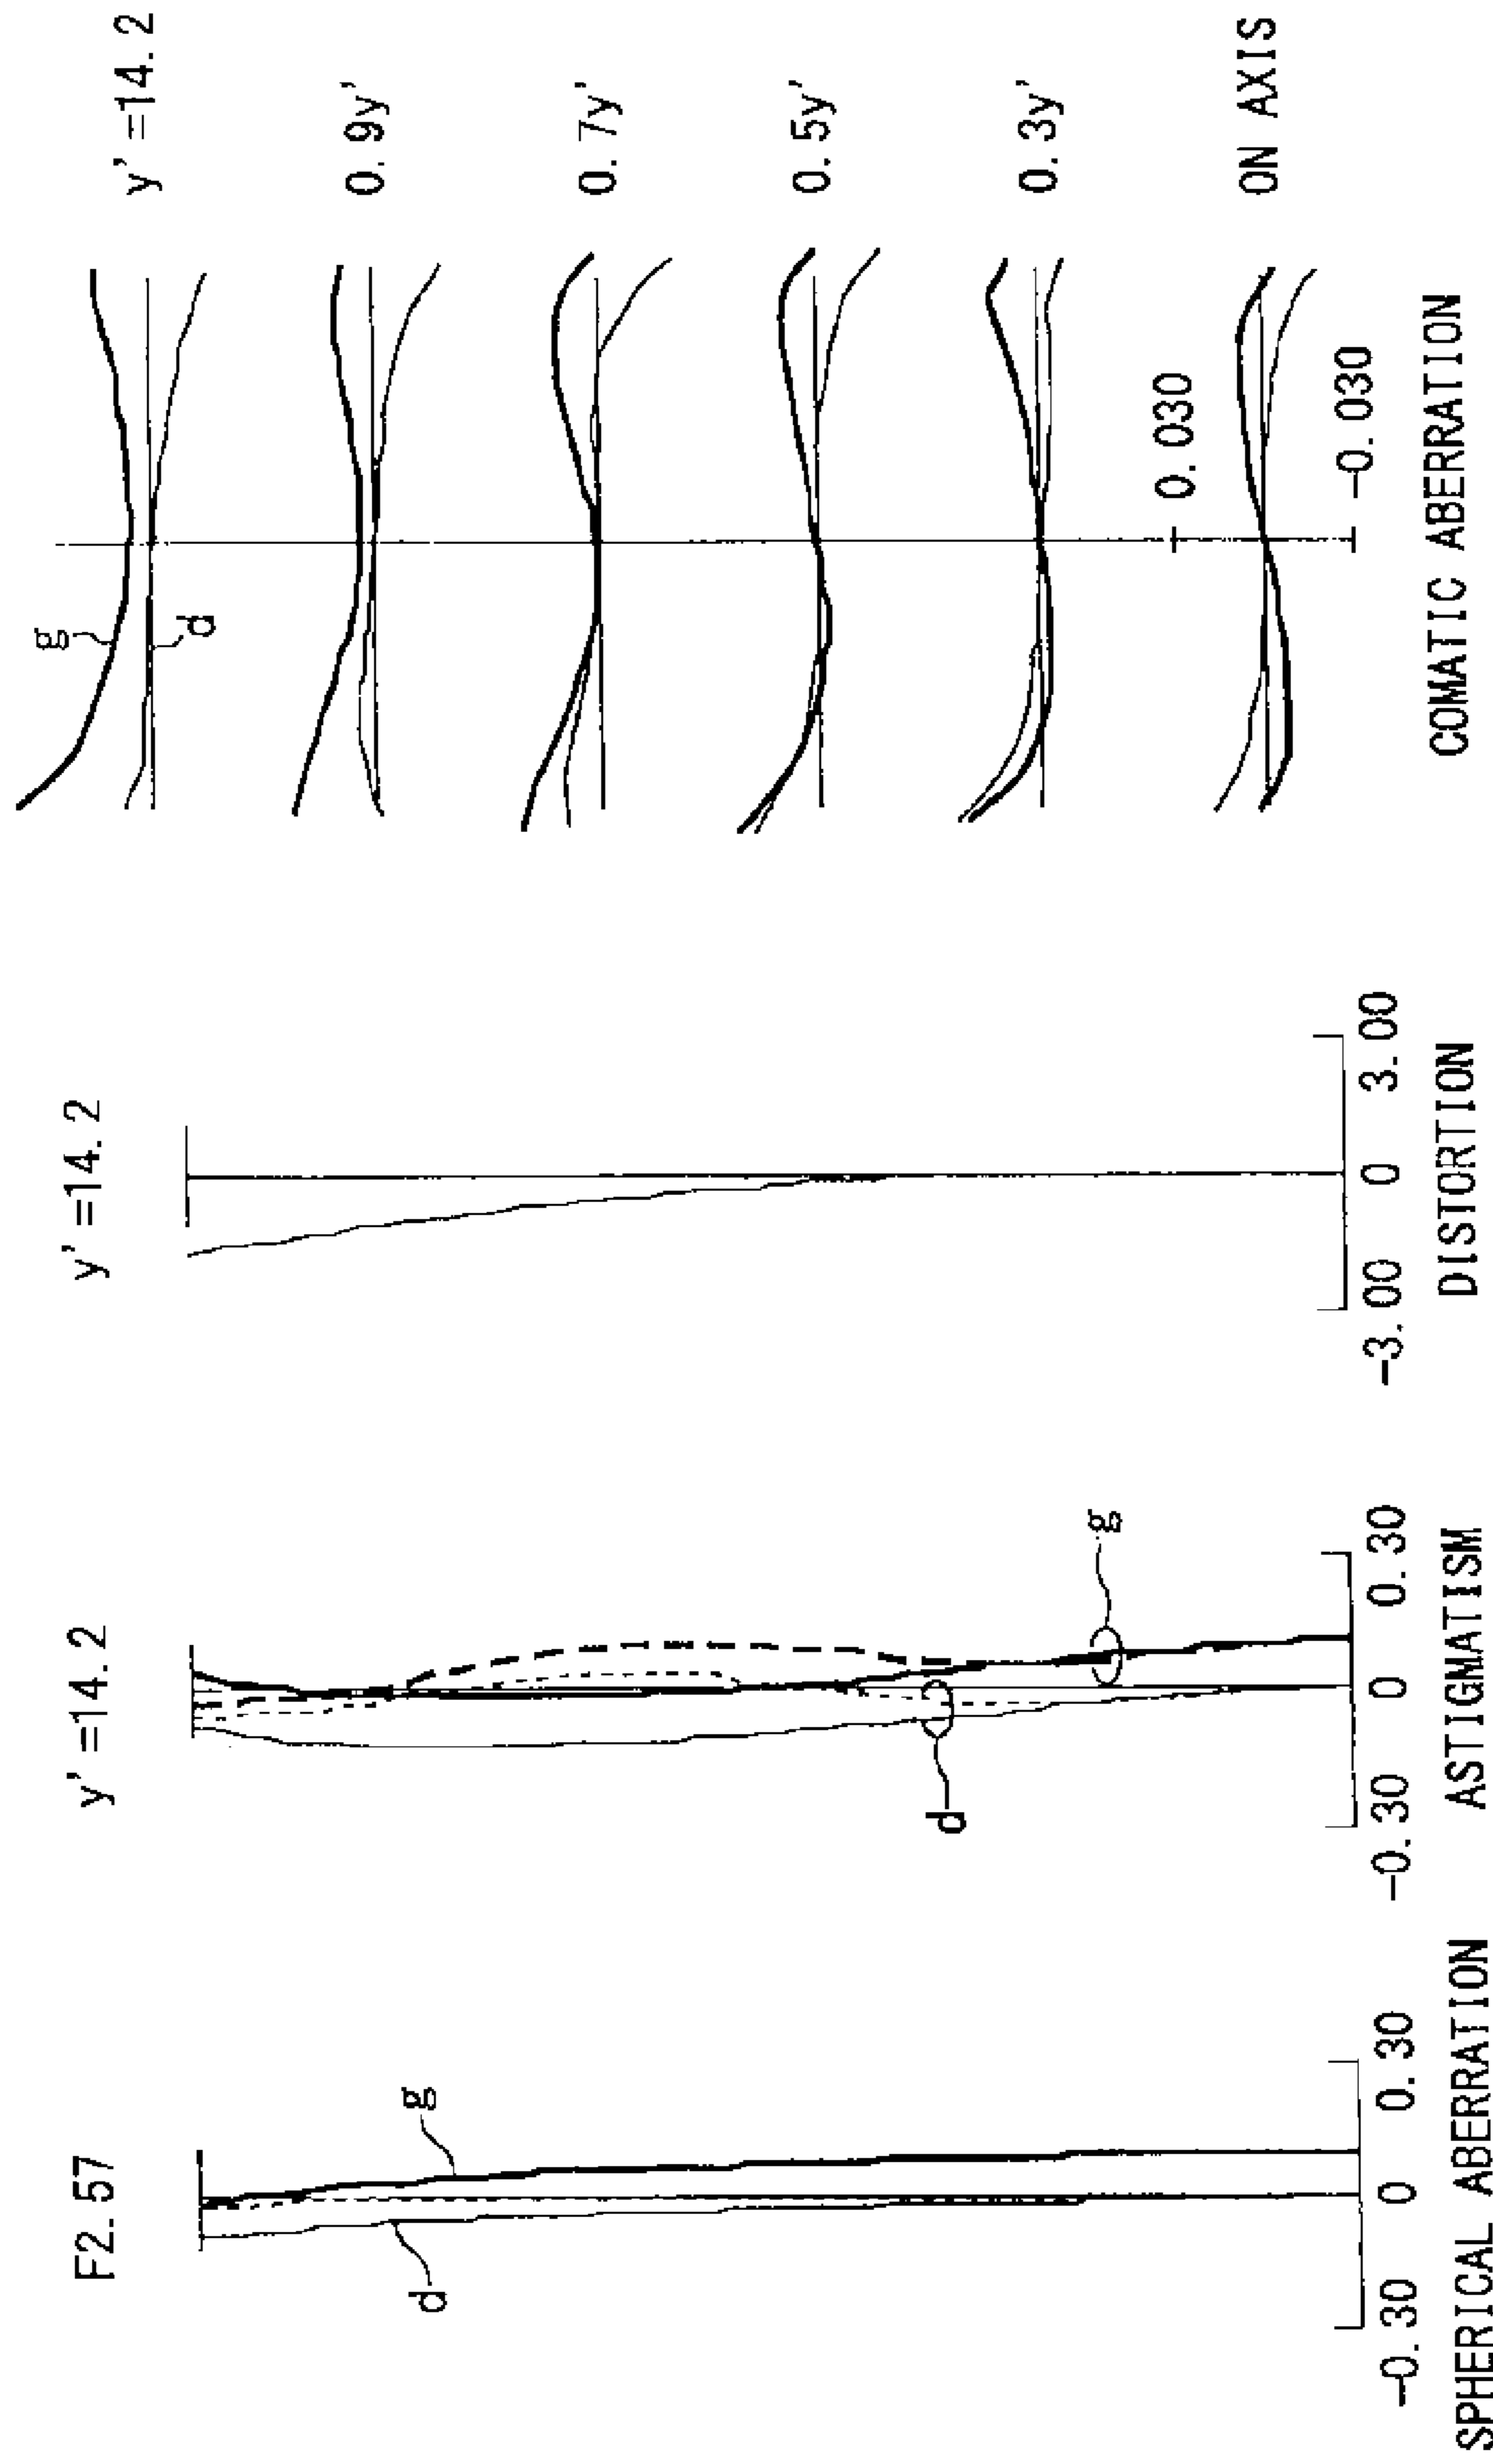 F2. 57
g
d
-0. 30
0
0. 30
SPHERICAL ABERRATION
y' =14. 2
g
d
-0. 30
0
0. 30
ASTIGMATISM
y' =14. 2
-3. 00
0
3. 00
DISTORTION
g
d
y' =14. 2
0. 9y'
0. 7y'
0. 5y'
0. 3y'
0. 030
ON AXIS
-0. 030
COMATIC ABERRATION